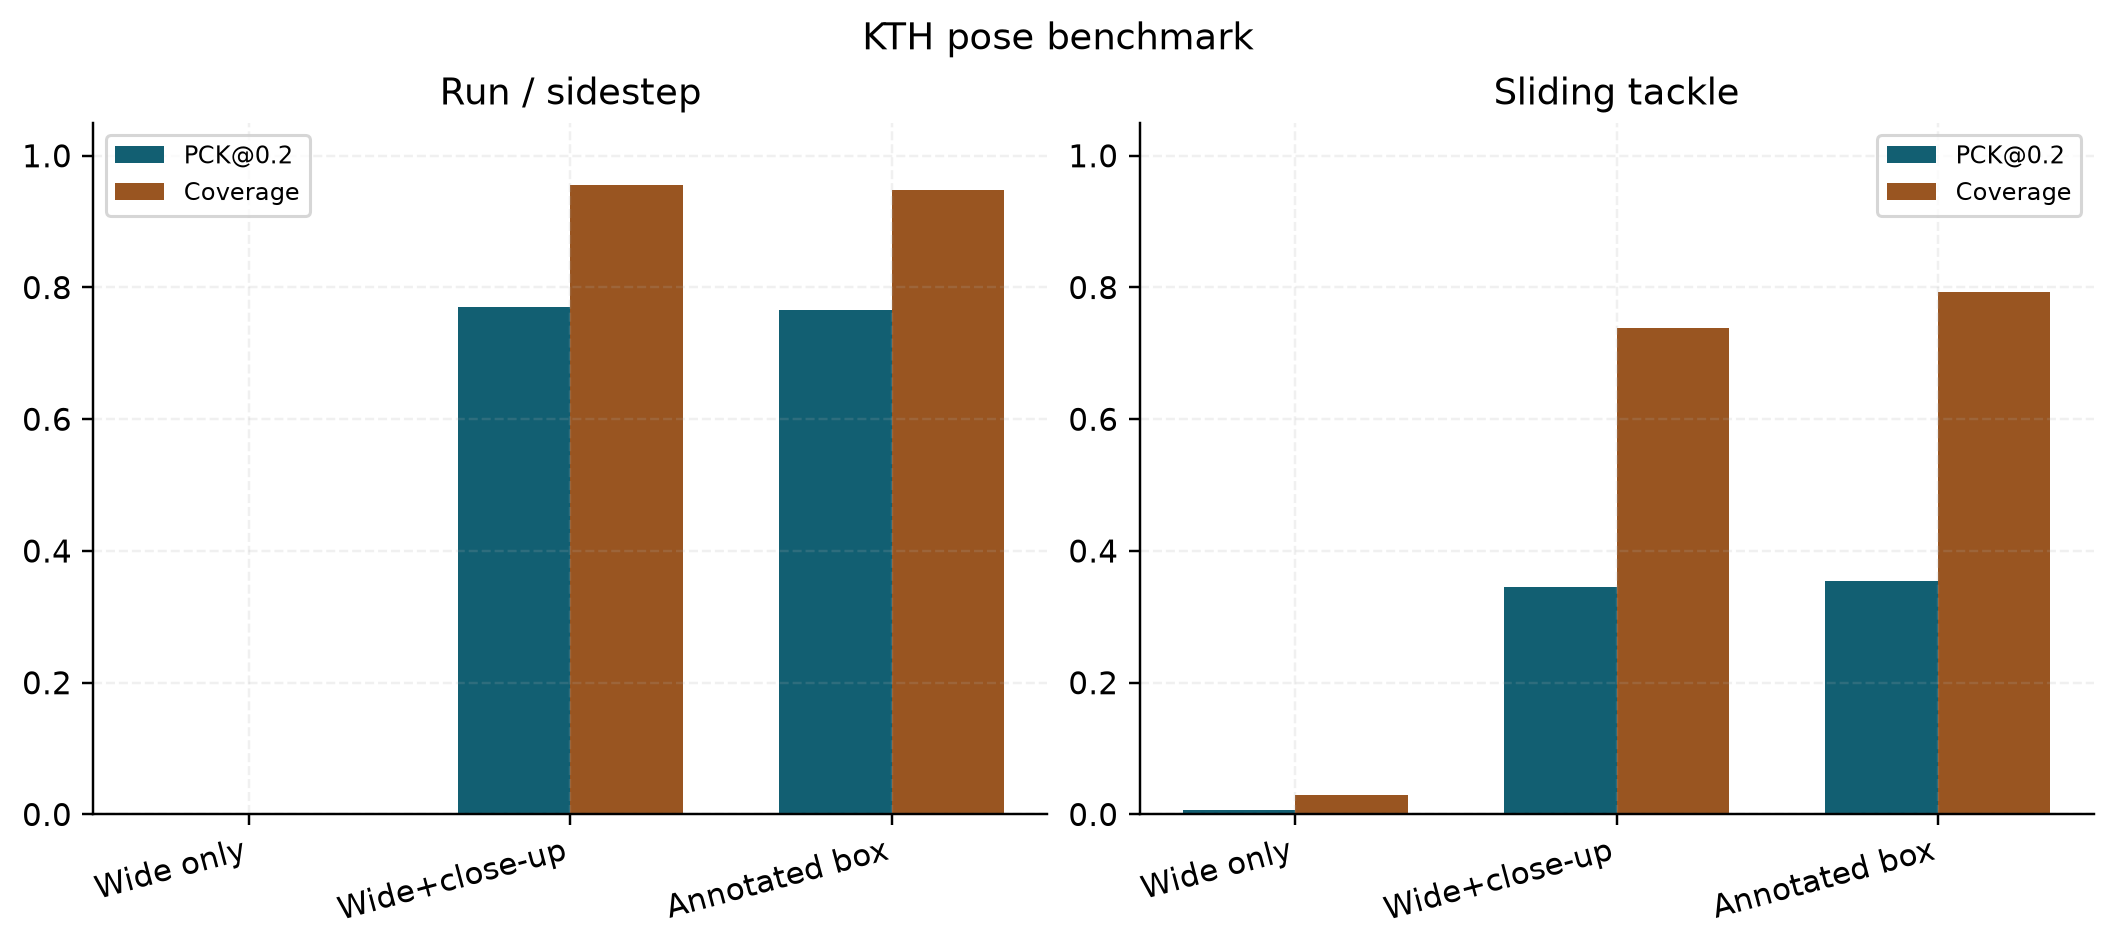 KTH pose benchmark
Run / sidestep
PCK@0.2
Coverage
1.0
0.8
0.6
0.4
0.2
0.0
Wide only
Wide+close-up
Annotated box
Sliding tackle
PCK@0.2
Coverage
1.0
0.8
0.6
0.4
0.2
0.0
Wide only
Wide+close-up
Annotated box